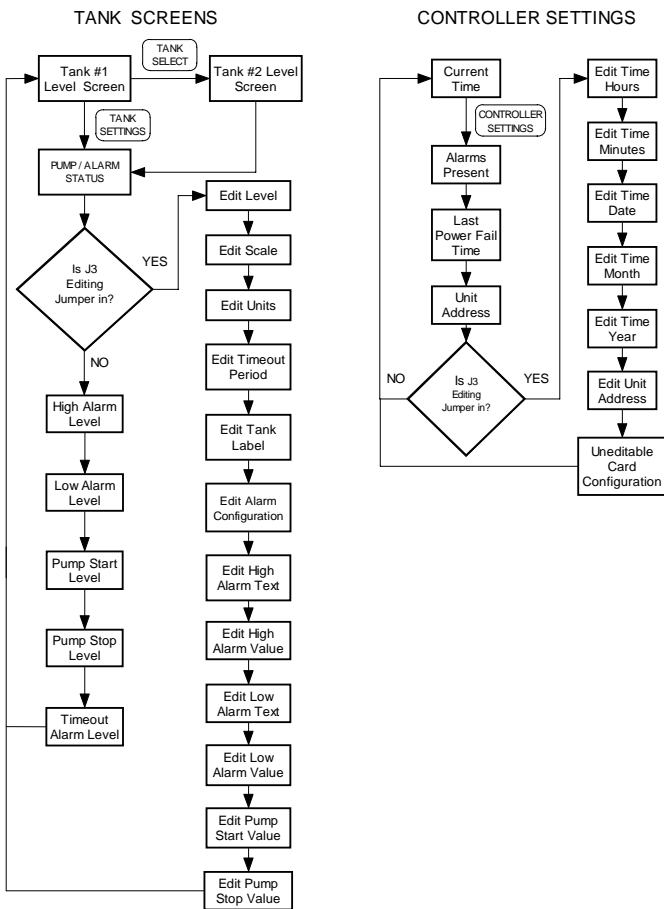 TANK SCREENS
TANK
SELECT
Tank #1
Level Screen
Tank #2 Level
Screen
TANK
SETTINGS
PUMP / ALARM
STATUS
Is J3
Editing
Jumper in?
YES
NO
High Alarm
Level
Low Alarm
Level
Pump Start
Level
Pump Stop
Level
Timeout
Alarm Level
Edit Level
Edit Scale
Edit Units
Edit Timeout
Period
Edit Tank
Label
Edit Alarm
Configuration
Edit High
Alarm Text
Edit High
Alarm Value
Edit Low
Alarm Text
Edit Low
Alarm Value
Edit Pump
Start Value
Edit Pump
Stop Value
CONTROLLER SETTINGS
Current
Time
CONTROLLER
SETTINGS
Alarms
Present
Last
Power Fail
Time
Unit
Address
Is J3
Editing
Jumper in?
NO
YES
Edit Time
Hours
Edit Time
Minutes
Edit Time
Date
Edit Time
Month
Edit Time
Year
Edit Unit
Address
Uneditable
Card
Configuration